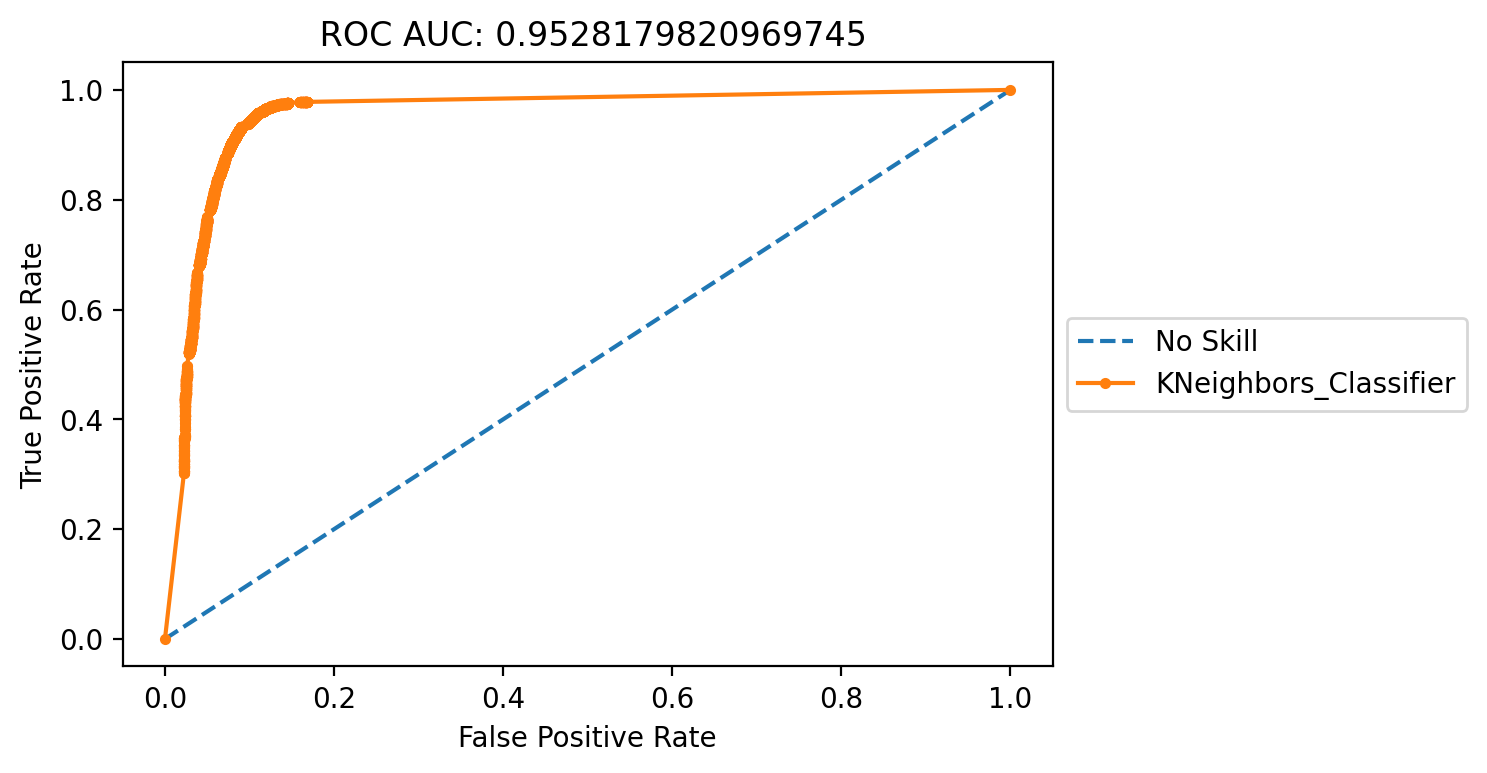 ROC AUC: 0.9528179820969745
1.0
0.8
0.6
0.4
0.2
0.0
True Positive Rate
0.0 0.2 0.4 0.6 0.8 1.0
False Positive Rate
No Skill
KNeighbors_Classifier